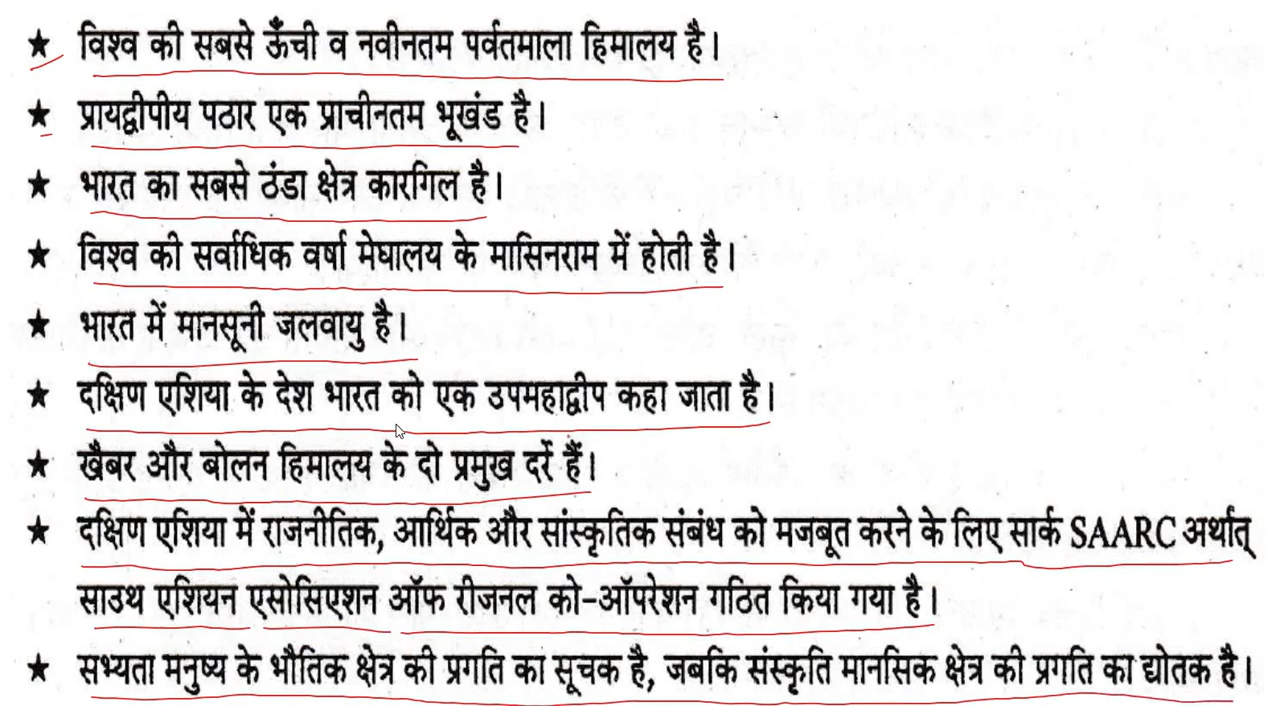 ★ विश्व की सबसे ऊँची व नवीनतम पर्वतमाला हिमालय है।
★ प्रायद्वीपीय पठार एक प्राचीनतम भूखंड है।
★ भारत का सबसे ठंडा क्षेत्र कारगिल है।
★ विश्व की सर्वाधिक वर्षा मेघालय के मासिनराम में होती है।
★ भारत में मानसूनी जलवायु है।
★ दक्षिण एशिया के देश भारत को एक उपमहाद्वीप कहा जाता है।
★ खैबर और बोलन हिमालय के दो प्रमुख दर्रे हैं।
★ दक्षिण एशिया में राजनीतिक, आर्थिक और सांस्कृतिक संबंध को मजबूत करने के लिए सार्क SAARC अर्थात्
साउथ एशियन एसोसिएशन ऑफ रीजनल को-ऑपरेशन गठित किया गया है।
★ सभ्यता मनुष्य के भौतिक क्षेत्र की प्रगति का सूचक है, जबकि संस्कृति मानसिक क्षेत्र की प्रगति का द्योतक है।